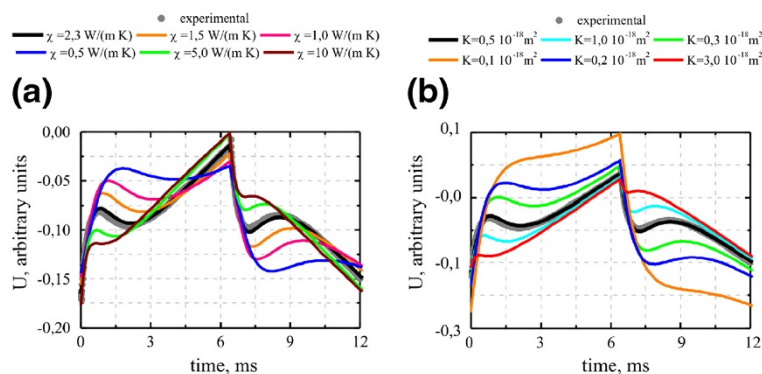 experimental
χ =2,3 W/(m K) χ =1,5 W/(m K) χ =1,0 W/(m K)
χ =0,5 W/(m K) χ =5,0 W/(m K) χ =10 W/(m K)
(a)
U, arbitrary units
0,00
-0,05
-0,10
-0,15
-0,20
0 3 6 9 12
time, ms
experimental
K=0,5 10⁻¹⁸m² K=1,0 10⁻¹⁸m² K=0,3 10⁻¹⁸m²
K=0,1 10⁻¹⁸m² K=0,2 10⁻¹⁸m² K=3,0 10⁻¹⁸m²
(b)
U, arbitrary units
0,1
-0,0
-0,1
-0,3
0 3 6 9 12
time, ms